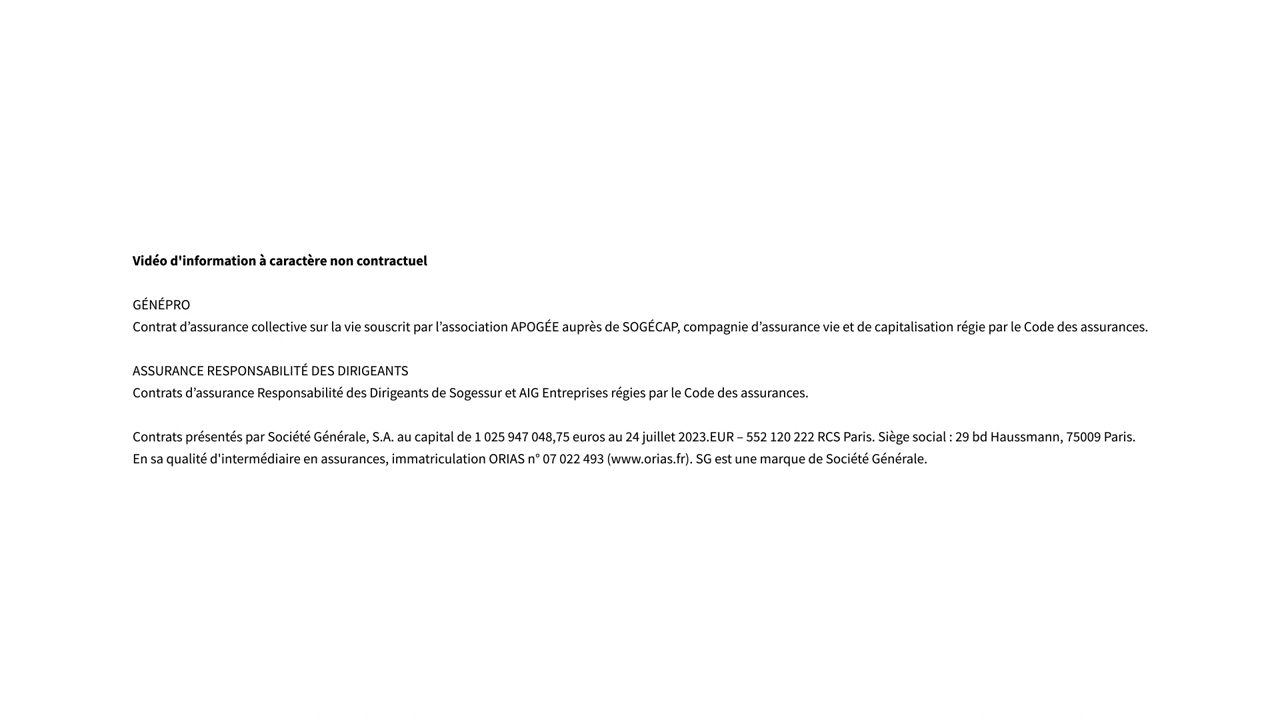 Vidéo d'information à caractère non contractuel
GÉNÉPRO
Contrat d’assurance collective sur la vie souscrit par l’association APOGÉE auprès de SOGÉCAP, compagnie d’assurance vie et de capitalisation régie par le Code des assurances.
ASSURANCE RESPONSABILITÉ DES DIRIGEANTS
Contrats d’assurance Responsabilité des Dirigeants de Sogessur et AIG Entreprises régies par le Code des assurances.
Contrats présentés par Société Générale, S.A. au capital de 1 025 947 048,75 euros au 24 juillet 2023.EUR – 552 120 222 RCS Paris. Siège social : 29 bd Haussmann, 75009 Paris.
En sa qualité d'intermédiaire en assurances, immatriculation ORIAS n° 07 022 493 (www.orias.fr). SG est une marque de Société Générale.